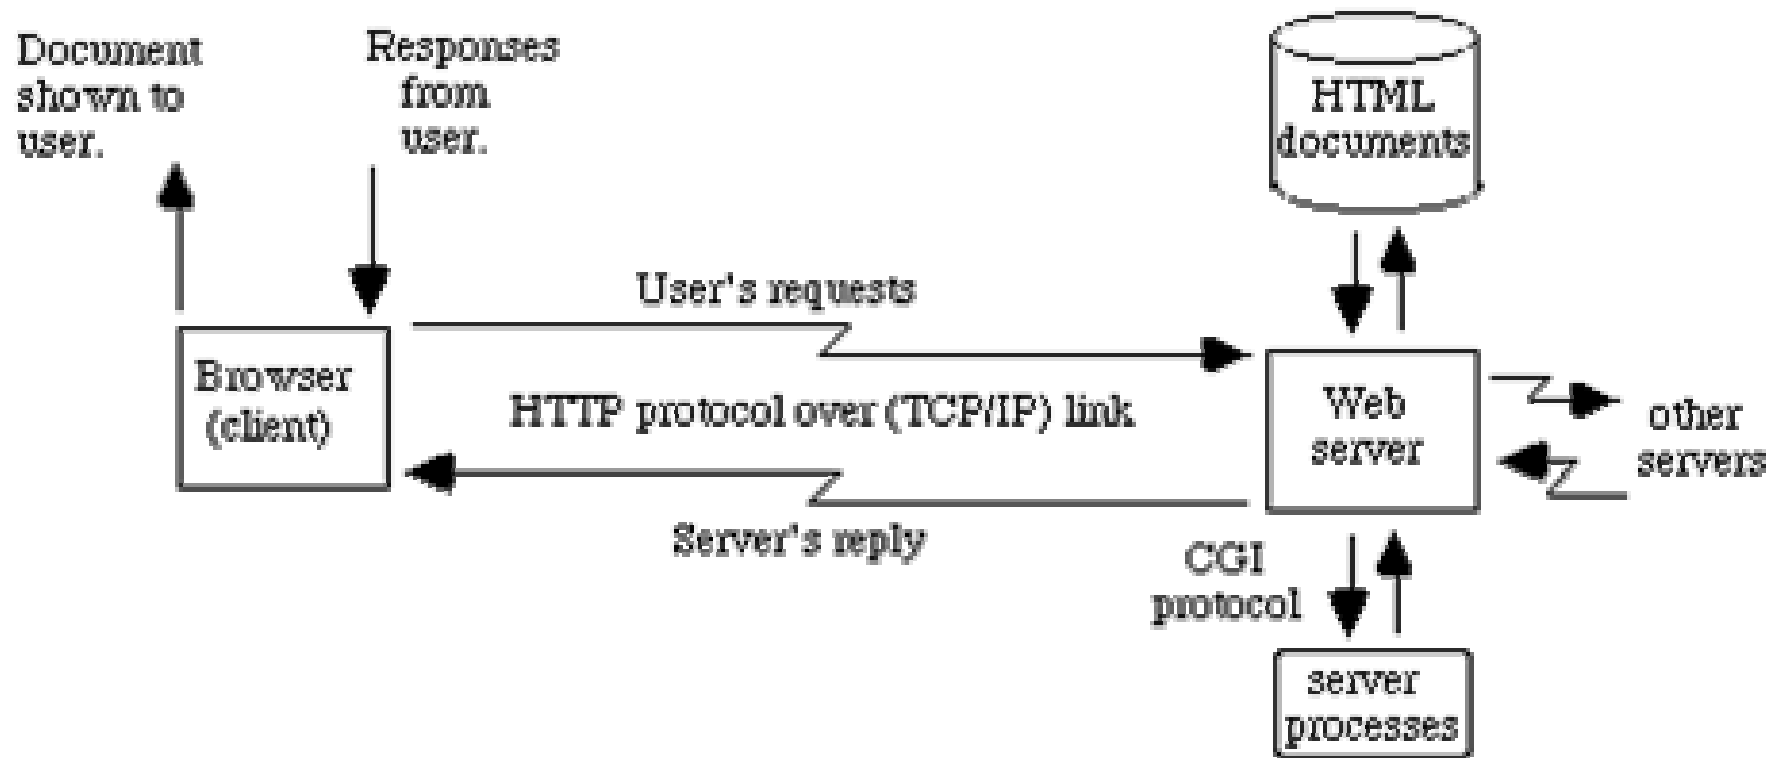 Document
shown to
user.
Responses
from
user.
HTML
documents
User's requests
Browser
(client)
HTTP protocol over (TCP/IP) link
Web
server
other
servers
Server's reply
CGI
protocol
server
processes